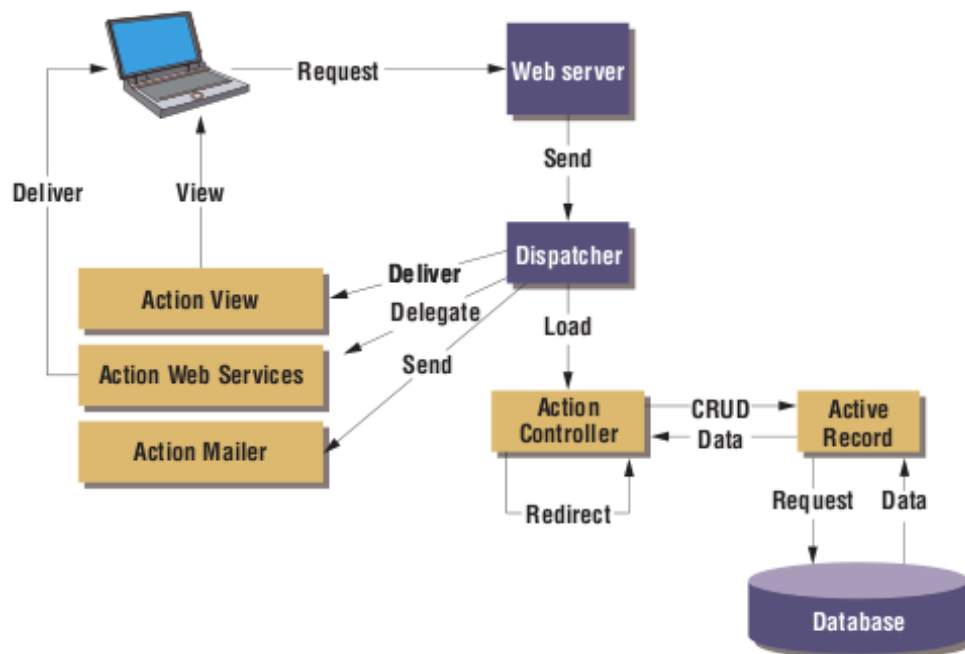 Request
Web server
Send
Deliver
View
Dispatcher
Deliver
Action View
Delegate
Load
Action Web Services
Send
Action
Controller
CRUD
Data
Active
Record
Action Mailer
Redirect
Request
Data
Database